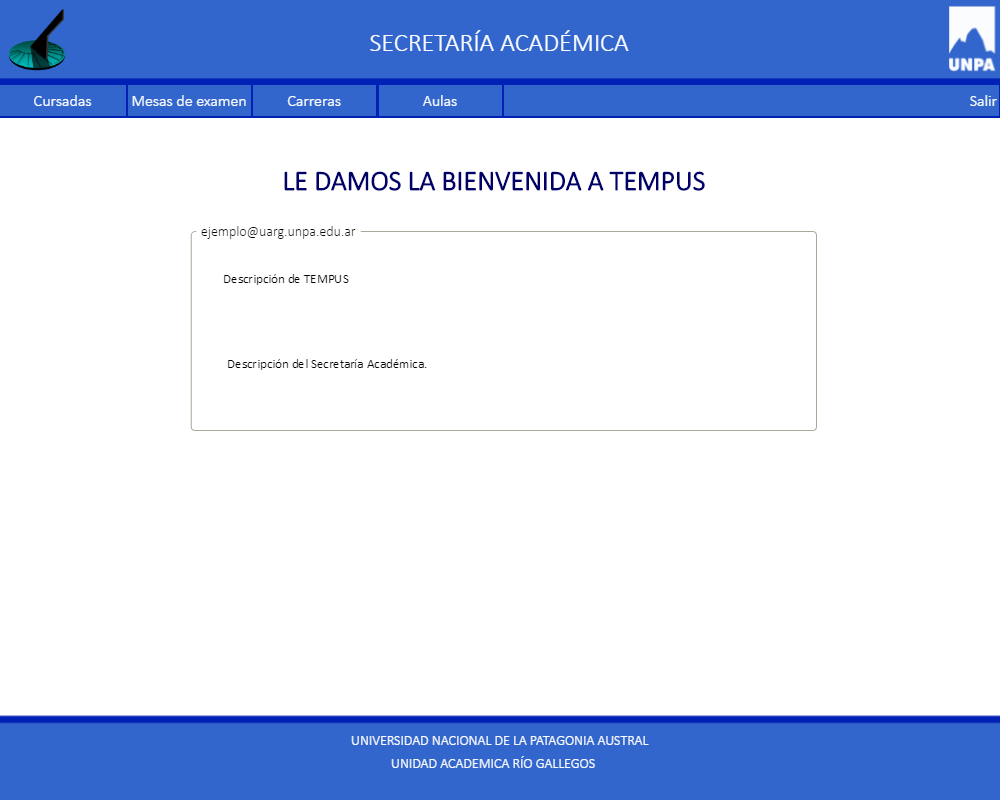 SECRETARÍA ACADÉMICA
UNPA
Cursadas
Mesas de examen
Carreras
Aulas
Salir
LE DAMOS LA BIENVENIDA A TEMPUS
ejemplo@uarg.unpa.edu.ar
Descripción de TEMPUS
Descripción del Secretaría Académica.
UNIVERSIDAD NACIONAL DE LA PATAGONIA AUSTRAL
UNIDAD ACADEMICA RÍO GALLEGOS